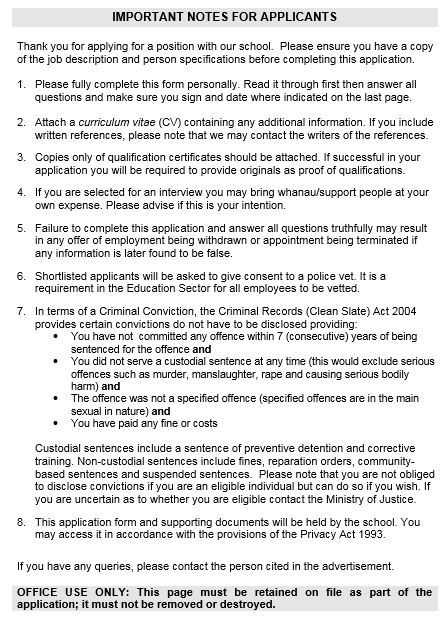 IMPORTANT NOTES FOR APPLICANTS
Thank you for applying for a position with our school. Please ensure you have a copy
of the job description and person specifications before completing this application.
1. Please fully complete this form personally. Read it through first then answer all
questions and make sure you sign and date where indicated on the last page.
2. Attach a curriculum vitae (CV) containing any additional information. If you include
written references, please note that we may contact the writers of the references.
3. Copies only of qualification certificates should be attached. If successful in your
application you will be required to provide originals as proof of qualifications.
4. If you are selected for an interview you may bring whanau/support people at your
own expense. Please advise if this is your intention.
5. Failure to complete this application and answer all questions truthfully may result
in any offer of employment being withdrawn or appointment being terminated if
any information is later found to be false.
6. Shortlisted applicants will be asked to give consent to a police vet. It is a
requirement in the Education Sector for all employees to be vetted.
7. In terms of a Criminal Conviction, the Criminal Records (Clean Slate) Act 2004
provides certain convictions do not have to be disclosed providing:
• You have not committed any offence within 7 (consecutive) years of being
sentenced for the offence and
• You did not serve a custodial sentence at any time (this would exclude serious
offences such as murder, manslaughter, rape and causing serious bodily
harm) and
• The offence was not a specified offence (specified offences are in the main
sexual in nature) and
• You have paid any fine or costs
Custodial sentences include a sentence of preventive detention and corrective
training. Non-custodial sentences include fines, reparation orders, community-
based sentences and suspended sentences. Please note that you are not obliged
to disclose convictions if you are an eligible individual but can do so if you wish. If
you are uncertain as to whether you are eligible contact the Ministry of Justice.
8. This application form and supporting documents will be held by the school. You
may access it in accordance with the provisions of the Privacy Act 1993.
If you have any queries, please contact the person cited in the advertisement.
OFFICE USE ONLY: This page must be retained on file as part of the
application; it must not be removed or destroyed.